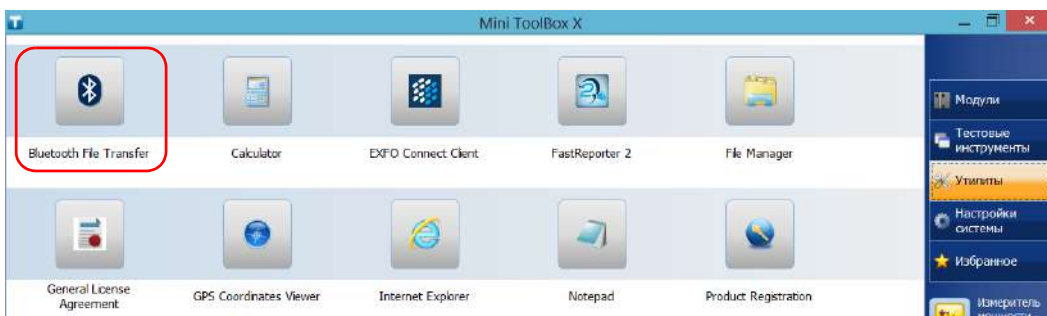 Mini ToolBox X
Bluetooth File Transfer
Calculator
EXFO Connect Client
FastReporter 2
File Manager
General License
Agreement
GPS Coordinates Viewer
Internet Explorer
Notepad
Product Registration
Модули
Тестовые
инструменты
Утилиты
Настройки
системы
Избранное
Измеритель